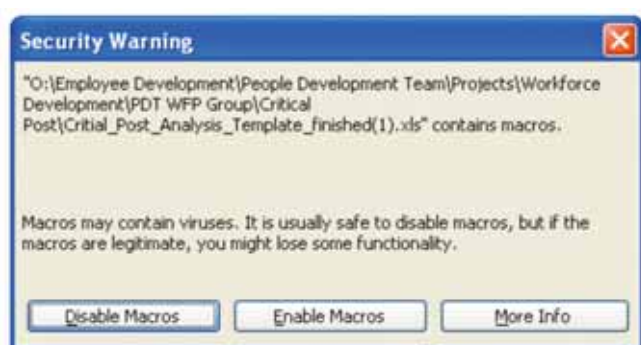 Security Warning
"O:\Employee Development\People Development Team\Projects\Workforce
Development\PDT WFP Group\Critical
Post\Critial_Post_Analysis_Template_finished(1).xls" contains macros.
Macros may contain viruses. It is usually safe to disable macros, but if the
macros are legitimate, you might lose some functionality.
Disable Macros Enable Macros More Info